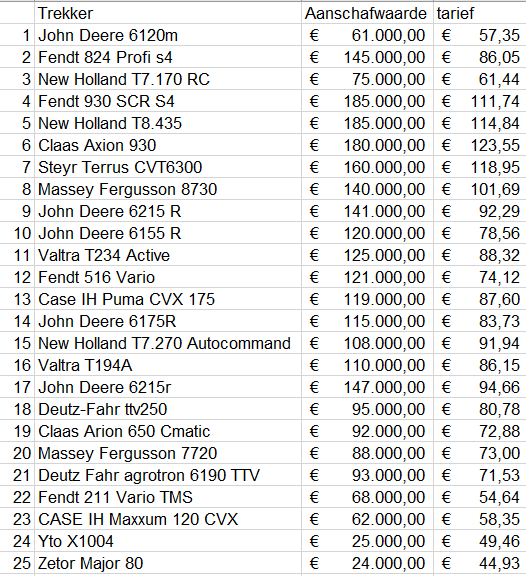 Trekker Aanschafwaarde tarief
1 John Deere 6120m € 61.000,00 € 57,35
2 Fendt 824 Profi s4 € 145.000,00 € 86,05
3 New Holland T7.170 RC € 75.000,00 € 61,44
4 Fendt 930 SCR S4 € 185.000,00 € 111,74
5 New Holland T8.435 € 185.000,00 € 114,84
6 Claas Axion 930 € 180.000,00 € 123,55
7 Steyr Terrus CVT6300 € 160.000,00 € 118,95
8 Massey Fergusson 8730 € 140.000,00 € 101,69
9 John Deere 6215 R € 141.000,00 € 92,29
10 John Deere 6155 R € 120.000,00 € 78,56
11 Valtra T234 Active € 125.000,00 € 88,32
12 Fendt 516 Vario € 121.000,00 € 74,12
13 Case IH Puma CVX 175 € 119.000,00 € 87,60
14 John Deere 6175R € 115.000,00 € 83,73
15 New Holland T7.270 Autocommand € 108.000,00 € 91,94
16 Valtra T194A € 110.000,00 € 86,15
17 John Deere 6215r € 147.000,00 € 94,66
18 Deutz-Fahr ttv250 € 95.000,00 € 80,78
19 Claas Arion 650 Cmatic € 92.000,00 € 72,88
20 Massey Fergusson 7720 € 88.000,00 € 73,00
21 Deutz Fahr agrotron 6190 TTV € 93.000,00 € 71,53
22 Fendt 211 Vario TMS € 68.000,00 € 54,64
23 CASE IH Maxxum 120 CVX € 62.000,00 € 58,35
24 Yto X1004 € 25.000,00 € 49,46
25 Zetor Major 80 € 24.000,00 € 44,93